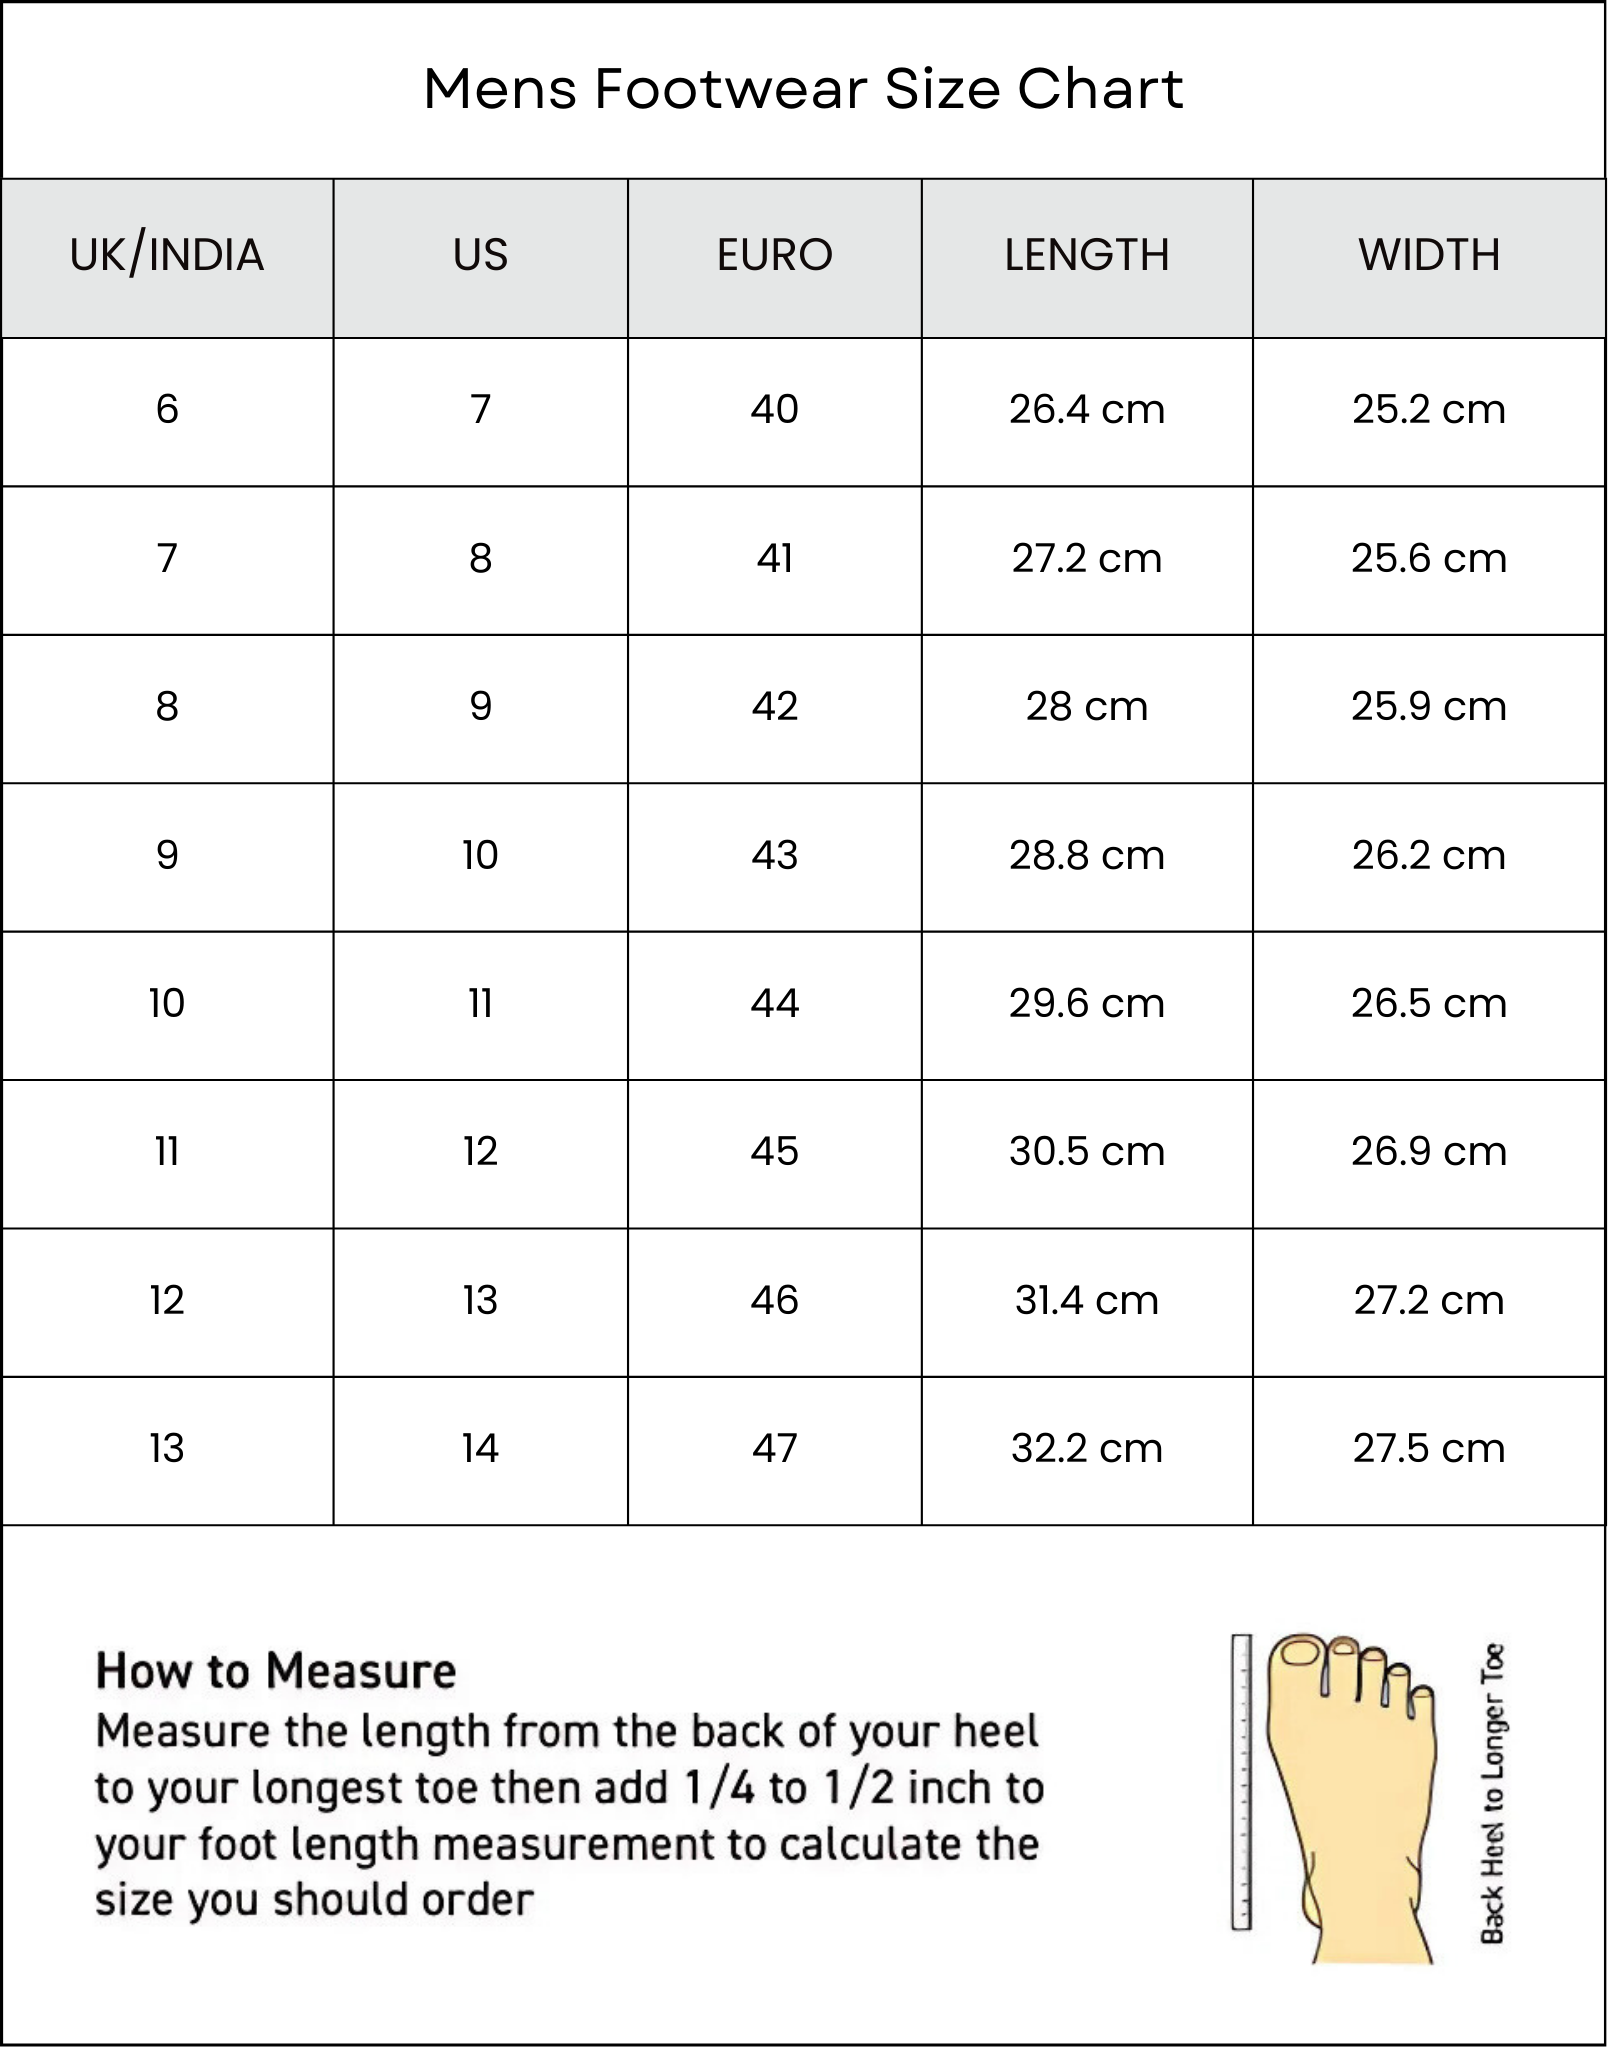 Mens Footwear Size Chart
UK/INDIA US EURO LENGTH WIDTH
6 7 40 26.4 cm 25.2 cm
7 8 41 27.2 cm 25.6 cm
8 9 42 28 cm 25.9 cm
9 10 43 28.8 cm 26.2 cm
10 11 44 29.6 cm 26.5 cm
11 12 45 30.5 cm 26.9 cm
12 13 46 31.4 cm 27.2 cm
13 14 47 32.2 cm 27.5 cm
How to Measure
Measure the length from the back of your heel
to your longest toe then add 1/4 to 1/2 inch to
your foot length measurement to calculate the
size you should order
Back Heel to Longer Toe